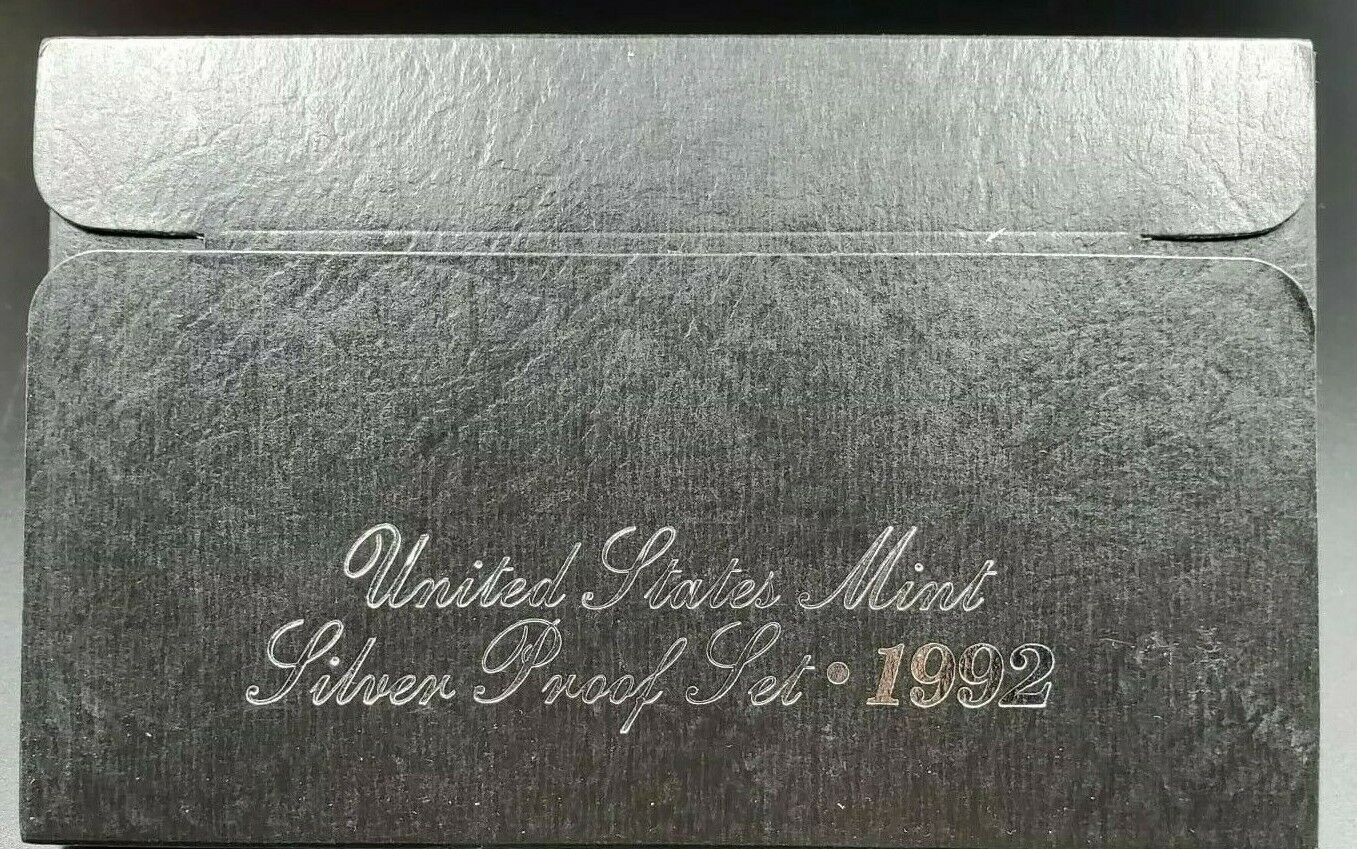 United States Mint
Silver Proof Set • 1992